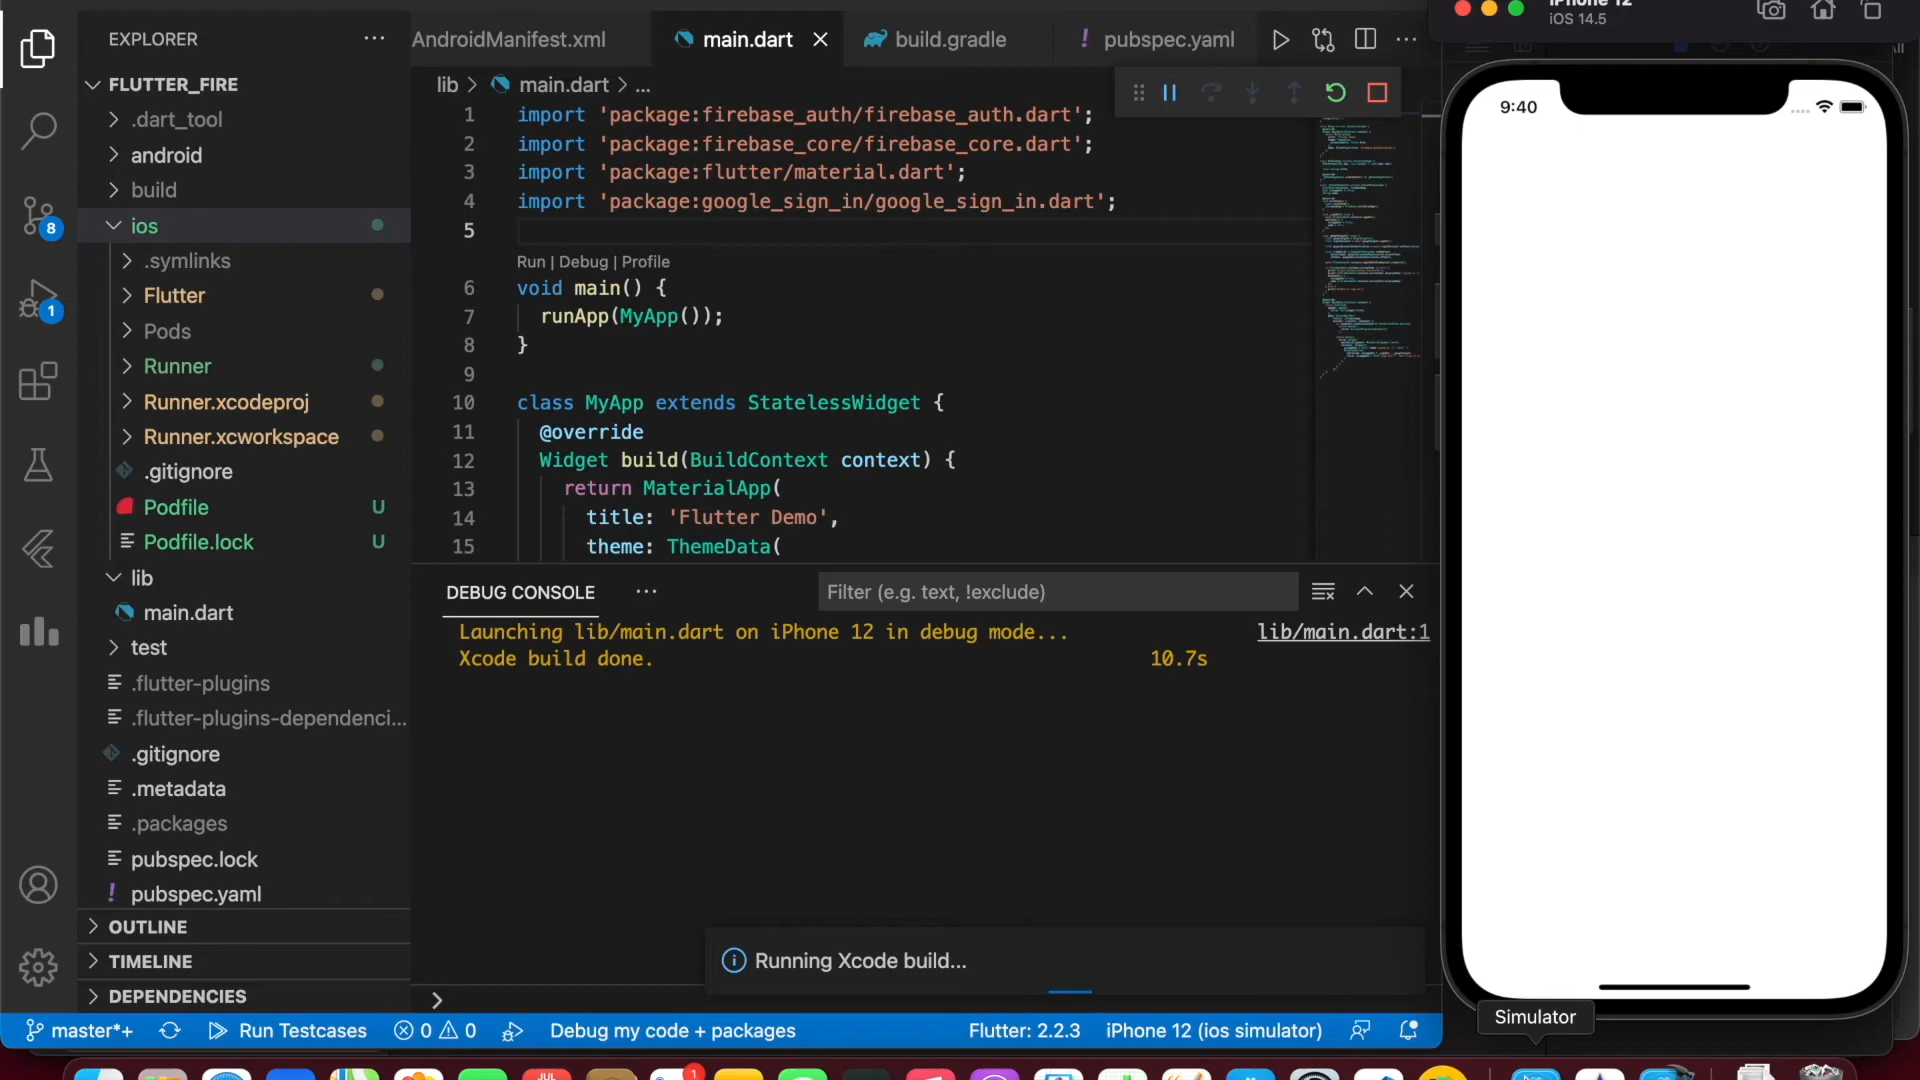 EXPLORER
FLUTTER_FIRE
.dart_tool
android
build
ios
.symlinks
Flutter
Pods
Runner
Runner.xcodeproj
Runner.xcworkspace
.gitignore
Podfile U
Podfile.lock U
lib
main.dart
test
.flutter-plugins
.flutter-plugins-dependenci...
.gitignore
.metadata
.packages
pubspec.lock
pubspec.yaml
OUTLINE
TIMELINE
DEPENDENCIES
8
1
AndroidManifest.xml main.dart build.gradle ! pubspec.yaml
lib > main.dart > ...
1 import 'package:firebase_auth/firebase_auth.dart';
2 import 'package:firebase_core/firebase_core.dart';
3 import 'package:flutter/material.dart';
4 import 'package:google_sign_in/google_sign_in.dart';
5
Run | Debug | Profile
6 void main() {
7 runApp(MyApp());
8 }
9
10 class MyApp extends StatelessWidget {
11 @override
12 Widget build(BuildContext context) {
13 return MaterialApp(
14 title: 'Flutter Demo',
15 theme: ThemeData(
DEBUG CONSOLE
Filter (e.g. text, !exclude)
Launching lib/main.dart on iPhone 12 in debug mode... lib/main.dart:1
Xcode build done. 10.7s
Running Xcode build...
master*+ Run Testcases 0 0 Debug my code + packages Flutter: 2.2.3 iPhone 12 (ios simulator)
iPhone 12
iOS 14.5
9:40
Simulator
JUL
1